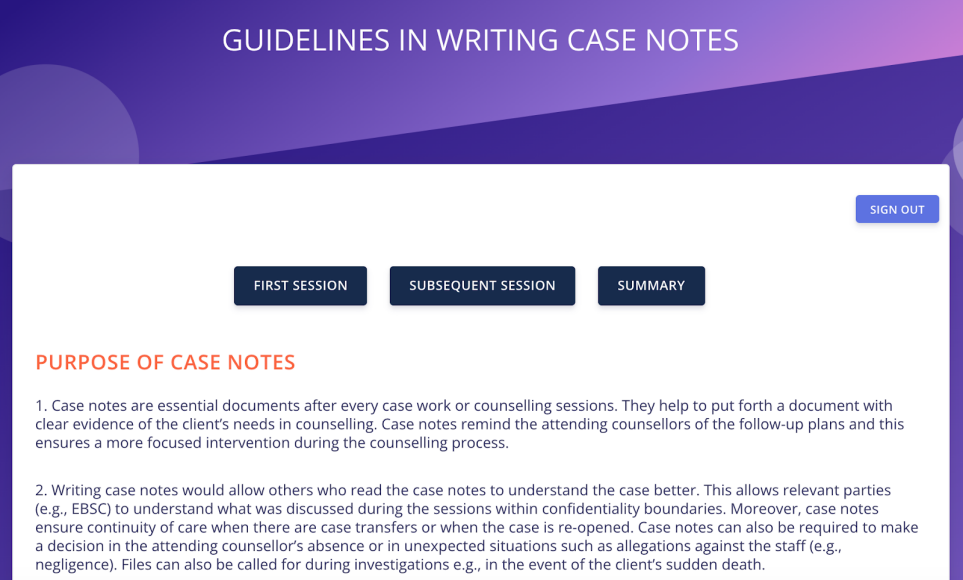 GUIDELINES IN WRITING CASE NOTES
SIGN OUT
FIRST SESSION
SUBSEQUENT SESSION
SUMMARY
PURPOSE OF CASE NOTES
1. Case notes are essential documents after every case work or counselling sessions. They help to put forth a document with
clear evidence of the client's needs in counselling. Case notes remind the attending counsellors of the follow-up plans and this
ensures a more focused intervention during the counselling process.
2. Writing case notes would allow others who read the case notes to understand the case better. This allows relevant parties
(e.g., EBSC) to understand what was discussed during the sessions within confidentiality boundaries. Moreover, case notes
ensure continuity of care when there are case transfers or when the case is re-opened. Case notes can also be required to make
a decision in the attending counsellor's absence or in unexpected situations such as allegations against the staff (e.g.,
negligence). Files can also be called for during investigations e.g., in the event of the client's sudden death.